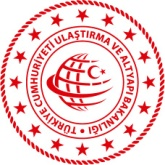 TÜRKİYE CUMHURİYETİ ULAŞTIRMA VE ALTYAPI BAKANLIĞI